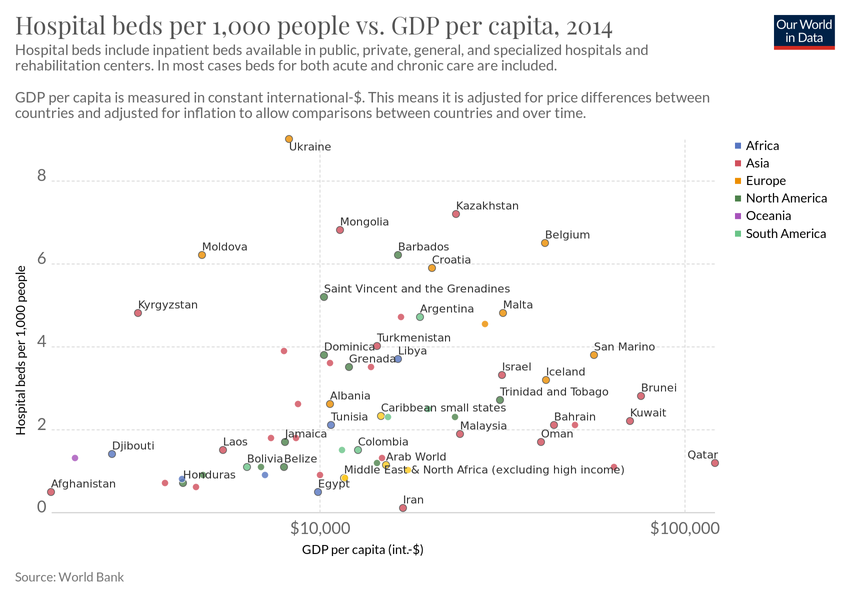 Hospital beds per 1,000 people vs. GDP per capita, 2014
Our World
in Data
Hospital beds include inpatient beds available in public, private, general, and specialized hospitals and
rehabilitation centers. In most cases beds for both acute and chronic care are included.
GDP per capita is measured in constant international-$. This means it is adjusted for price differences between
countries and adjusted for inflation to allow comparisons between countries and over time.
Africa
Asia
Europe
North America
Oceania
South America
Hospital beds per 1,000 people
8
6
4
2
0
Ukraine
Kazakhstan
Mongolia
Belgium
Moldova
Barbados
Croatia
Saint Vincent and the Grenadines
Kyrgyzstan
Argentina
Malta
Turkmenistan
Dominica
Libya
San Marino
Grenada
Israel
Iceland
Trinidad and Tobago
Brunei
Albania
Caribbean small states
Tunisia
Bahrain
Kuwait
Malaysia
Jamaica
Oman
Djibouti
Laos
Colombia
Bolivia
Belize
Arab World
Qatar
Middle East & North Africa (excluding high income)
Honduras
Afghanistan
Egypt
Iran
$10,000
$100,000
GDP per capita (int.-$)
Source: World Bank